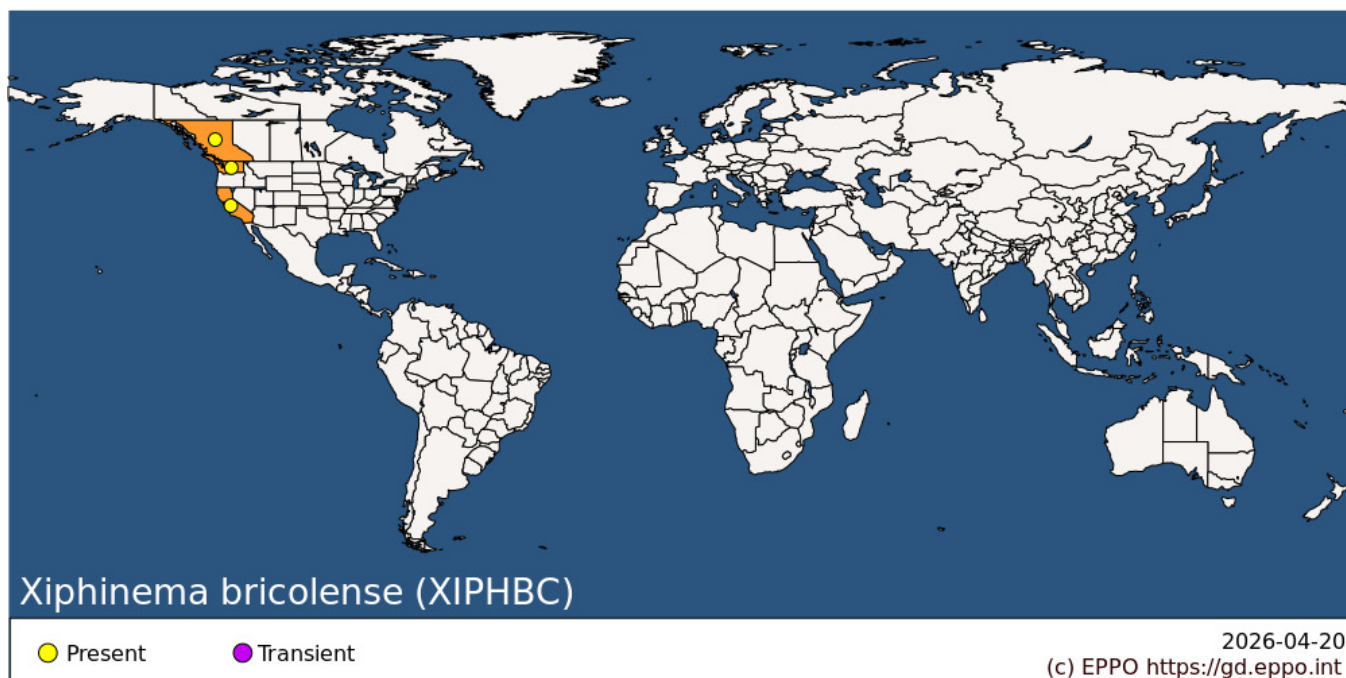 Xiphinema bricolense (XIPHBC)
Present
Transient
2026-04-20
(c) EPPO https://gd.eppo.int